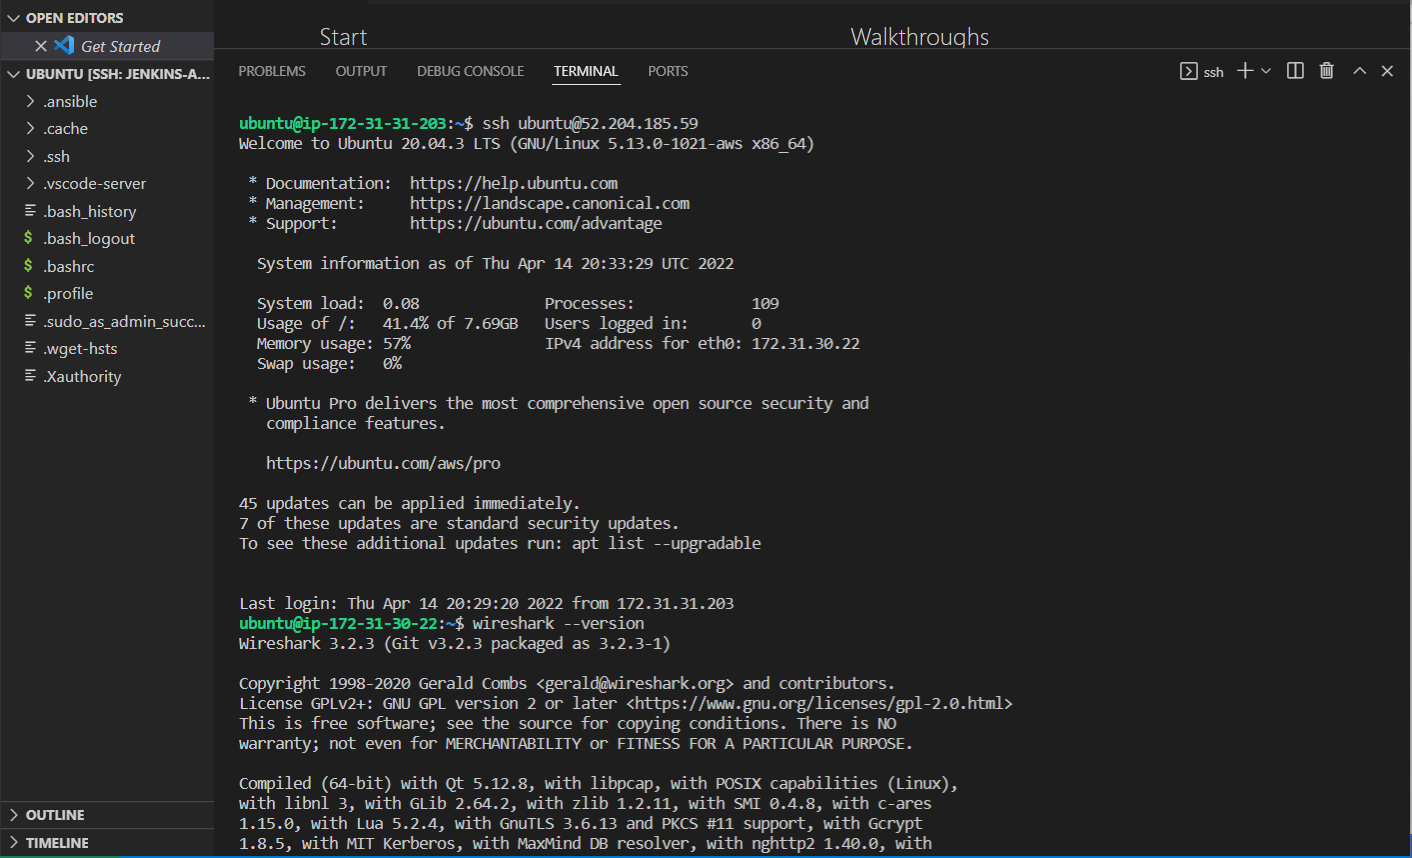 OPEN EDITORS
Get Started
UBUNTU [SSH: JENKINS-A...
.ansible
.cache
.ssh
.vscode-server
.bash_history
.bash_logout
.bashrc
.profile
.sudo_as_admin_succ...
.wget-hsts
.Xauthority
OUTLINE
TIMELINE
Start Walkthroughs
PROBLEMS OUTPUT DEBUG CONSOLE TERMINAL PORTS ssh
ubuntu@ip-172-31-31-203:~$ ssh ubuntu@52.204.185.59
Welcome to Ubuntu 20.04.3 LTS (GNU/Linux 5.13.0-1021-aws x86_64)
* Documentation: https://help.ubuntu.com
* Management: https://landscape.canonical.com
* Support: https://ubuntu.com/advantage
System information as of Thu Apr 14 20:33:29 UTC 2022
System load: 0.08 Processes: 109
Usage of /: 41.4% of 7.69GB Users logged in: 0
Memory usage: 57% IPv4 address for eth0: 172.31.30.22
Swap usage: 0%
* Ubuntu Pro delivers the most comprehensive open source security and
compliance features.
https://ubuntu.com/aws/pro
45 updates can be applied immediately.
7 of these updates are standard security updates.
To see these additional updates run: apt list --upgradable
Last login: Thu Apr 14 20:29:20 2022 from 172.31.31.203
ubuntu@ip-172-31-30-22:~$ wireshark --version
Wireshark 3.2.3 (Git v3.2.3 packaged as 3.2.3-1)
Copyright 1998-2020 Gerald Combs <gerald@wireshark.org> and contributors.
License GPLv2+: GNU GPL version 2 or later <https://www.gnu.org/licenses/gpl-2.0.html>
This is free software; see the source for copying conditions. There is NO
warranty; not even for MERCHANTABILITY or FITNESS FOR A PARTICULAR PURPOSE.
Compiled (64-bit) with Qt 5.12.8, with libpcap, with POSIX capabilities (Linux),
with libnl 3, with GLib 2.64.2, with zlib 1.2.11, with SMI 0.4.8, with c-ares
1.15.0, with Lua 5.2.4, with GnuTLS 3.6.13 and PKCS #11 support, with Gcrypt
1.8.5, with MIT Kerberos, with MaxMind DB resolver, with nghttp2 1.40.0, with